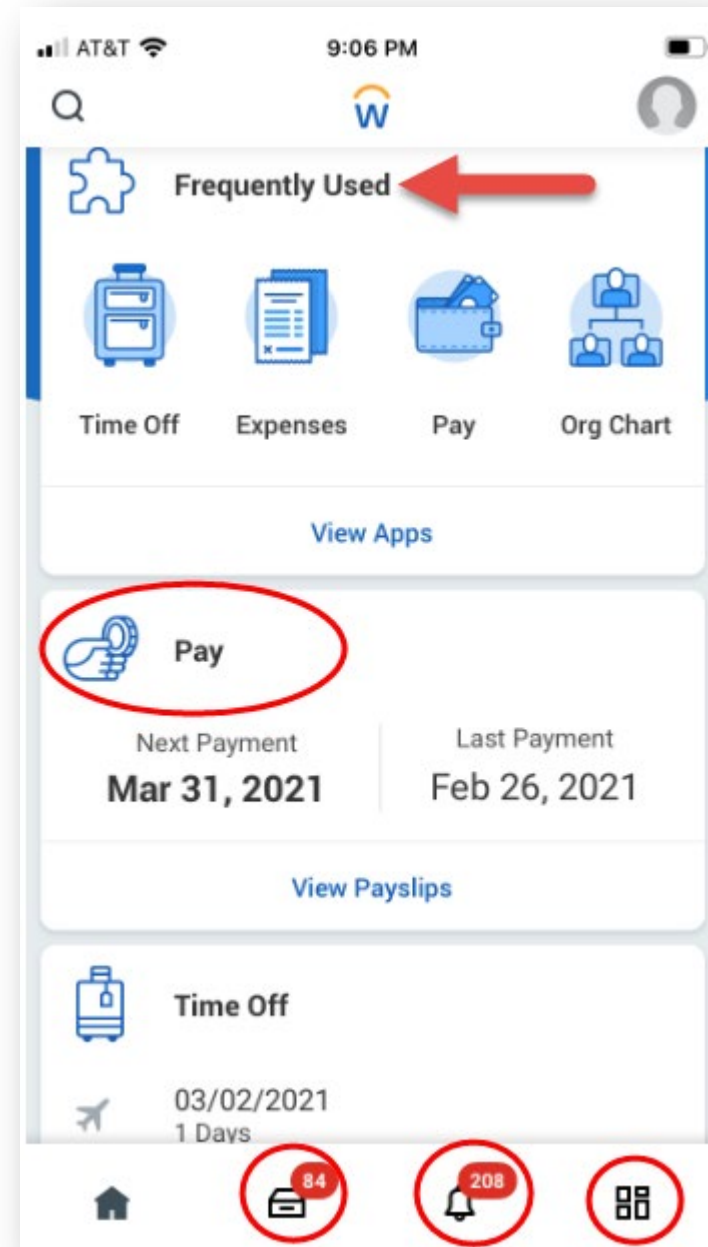 AT&T 9:06 PM
W
Frequently Used
Time Off Expenses Pay Org Chart
View Apps
Pay
Next Payment Last Payment
Mar 31, 2021 Feb 26, 2021
View Payslips
Time Off
03/02/2021
1 Days
84 208